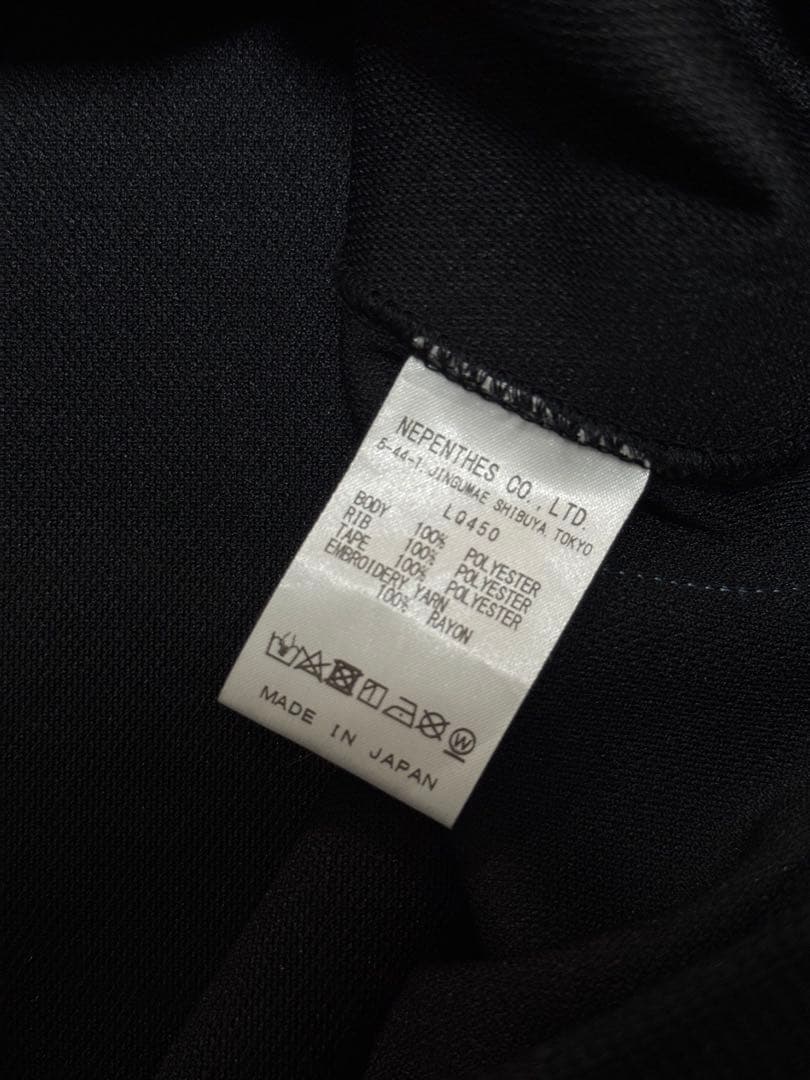 NEPENTHES CO., LTD.
5-44-1, JINGUMAE SHIBUYA, TOKYO
LQ450
BODY 100% POLYESTER
RIB 100% POLYESTER
TAPE 100% POLYESTER
EMBROIDERY YARN
100% RAYON
W
MADE IN JAPAN